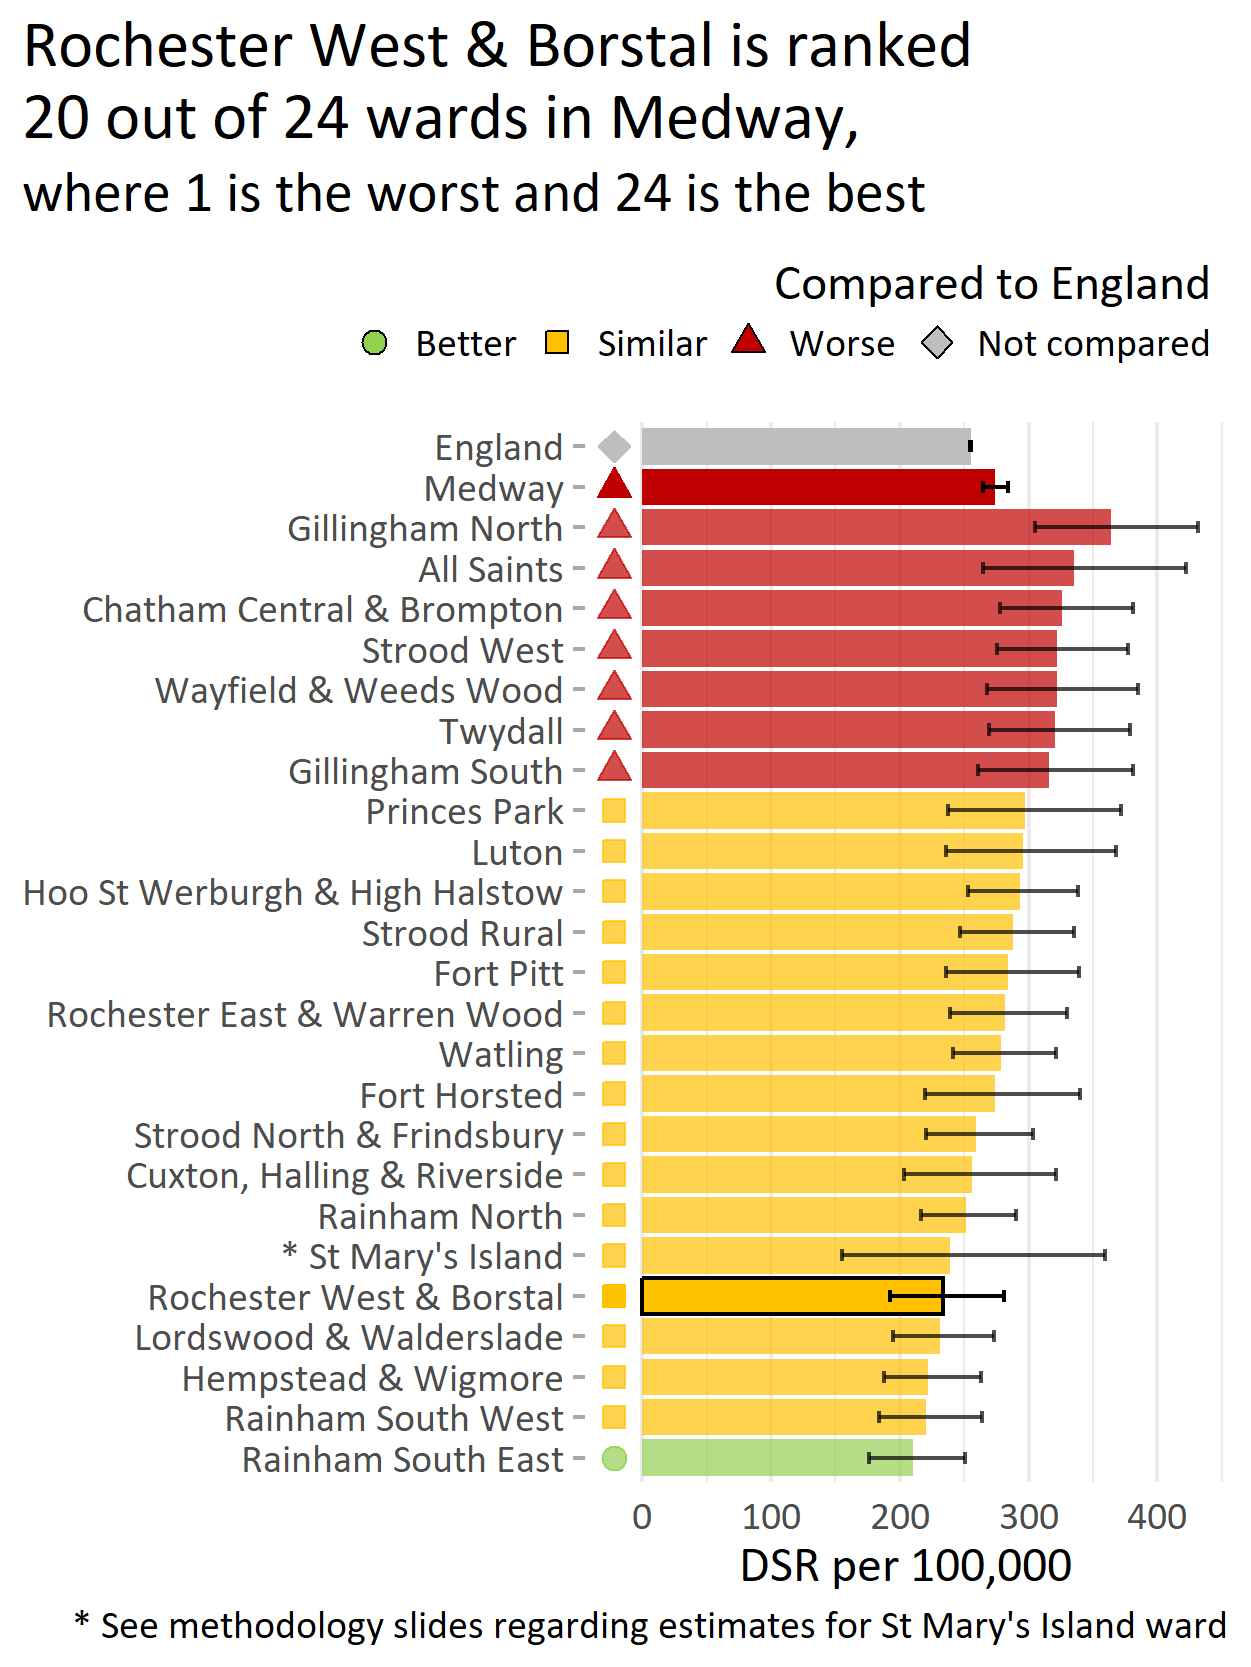 Rochester West & Borstal is ranked
20 out of 24 wards in Medway,
where 1 is the worst and 24 is the best
Compared to England
Better Similar Worse Not compared
England
Medway
Gillingham North
All Saints
Chatham Central & Brompton
Strood West
Wayfield & Weeds Wood
Twydall
Gillingham South
Princes Park
Luton
Hoo St Werburgh & High Halstow
Strood Rural
Fort Pitt
Rochester East & Warren Wood
Watling
Fort Horsted
Strood North & Frindsbury
Cuxton, Halling & Riverside
Rainham North
* St Mary's Island
Rochester West & Borstal
Lordswood & Walderslade
Hempstead & Wigmore
Rainham South West
Rainham South East
0 100 200 300 400
DSR per 100,000
* See methodology slides regarding estimates for St Mary's Island ward